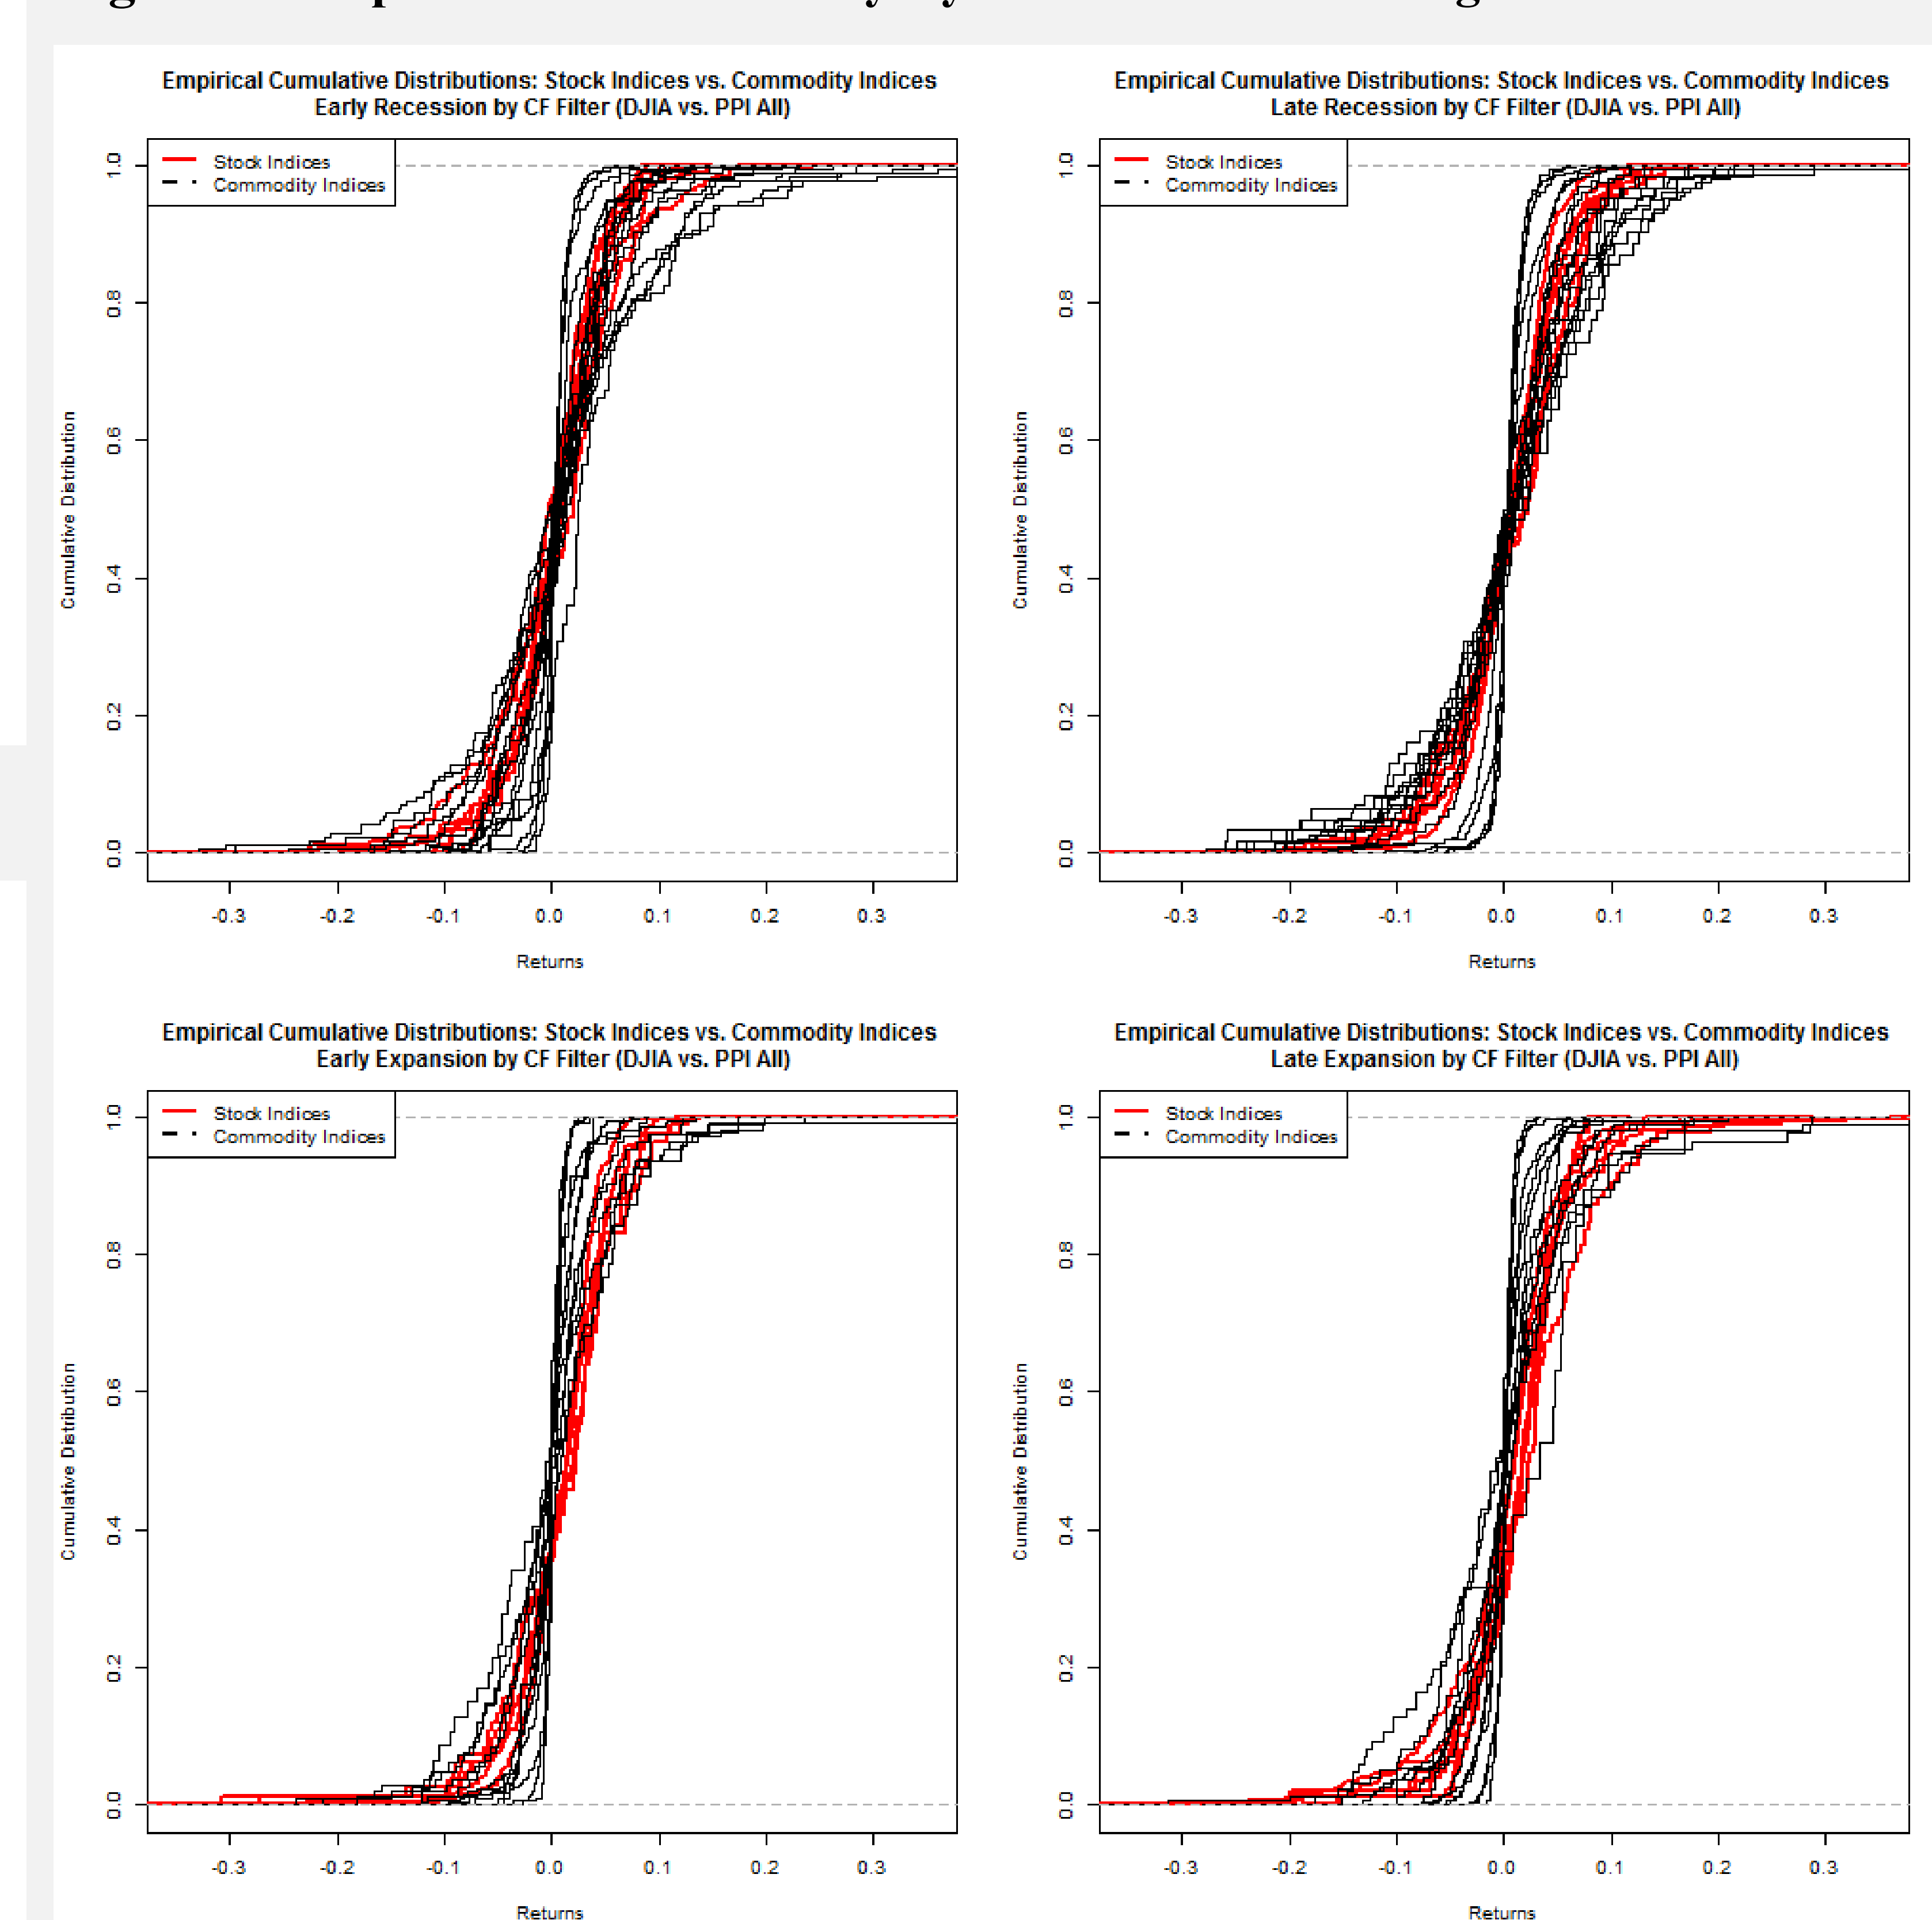 Empirical Cumulative Distributions: Stock Indices vs. Commodity Indices
Early Recession by CF Filter (DJIA vs. PPI All)
Stock Indices
Commodity Indices
Cumulative Distribution
1.0
0.8
0.6
0.4
0.2
0.0
-0.3 -0.2 -0.1 0.0 0.1 0.2 0.3
Returns
Empirical Cumulative Distributions: Stock Indices vs. Commodity Indices
Late Recession by CF Filter (DJIA vs. PPI All)
Stock Indices
Commodity Indices
Cumulative Distribution
1.0
0.8
0.6
0.4
0.2
0.0
-0.3 -0.2 -0.1 0.0 0.1 0.2 0.3
Returns
Empirical Cumulative Distributions: Stock Indices vs. Commodity Indices
Early Expansion by CF Filter (DJIA vs. PPI All)
Stock Indices
Commodity Indices
Cumulative Distribution
1.0
0.8
0.6
0.4
0.2
0.0
-0.3 -0.2 -0.1 0.0 0.1 0.2 0.3
Returns
Empirical Cumulative Distributions: Stock Indices vs. Commodity Indices
Late Expansion by CF Filter (DJIA vs. PPI All)
Stock Indices
Commodity Indices
Cumulative Distribution
1.0
0.8
0.6
0.4
0.2
0.0
-0.3 -0.2 -0.1 0.0 0.1 0.2 0.3
Returns